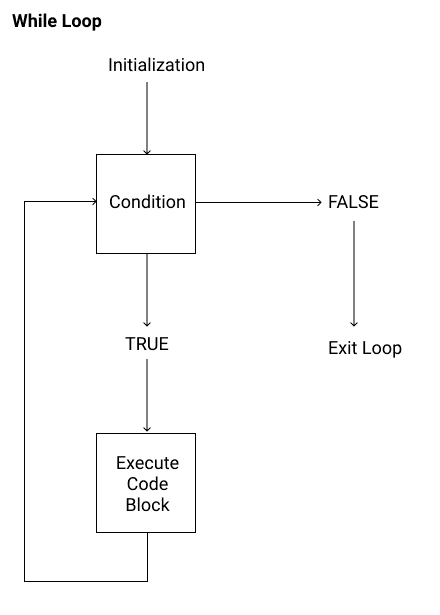 While Loop
Initialization
Condition
FALSE
TRUE
Exit Loop
Execute
Code
Block